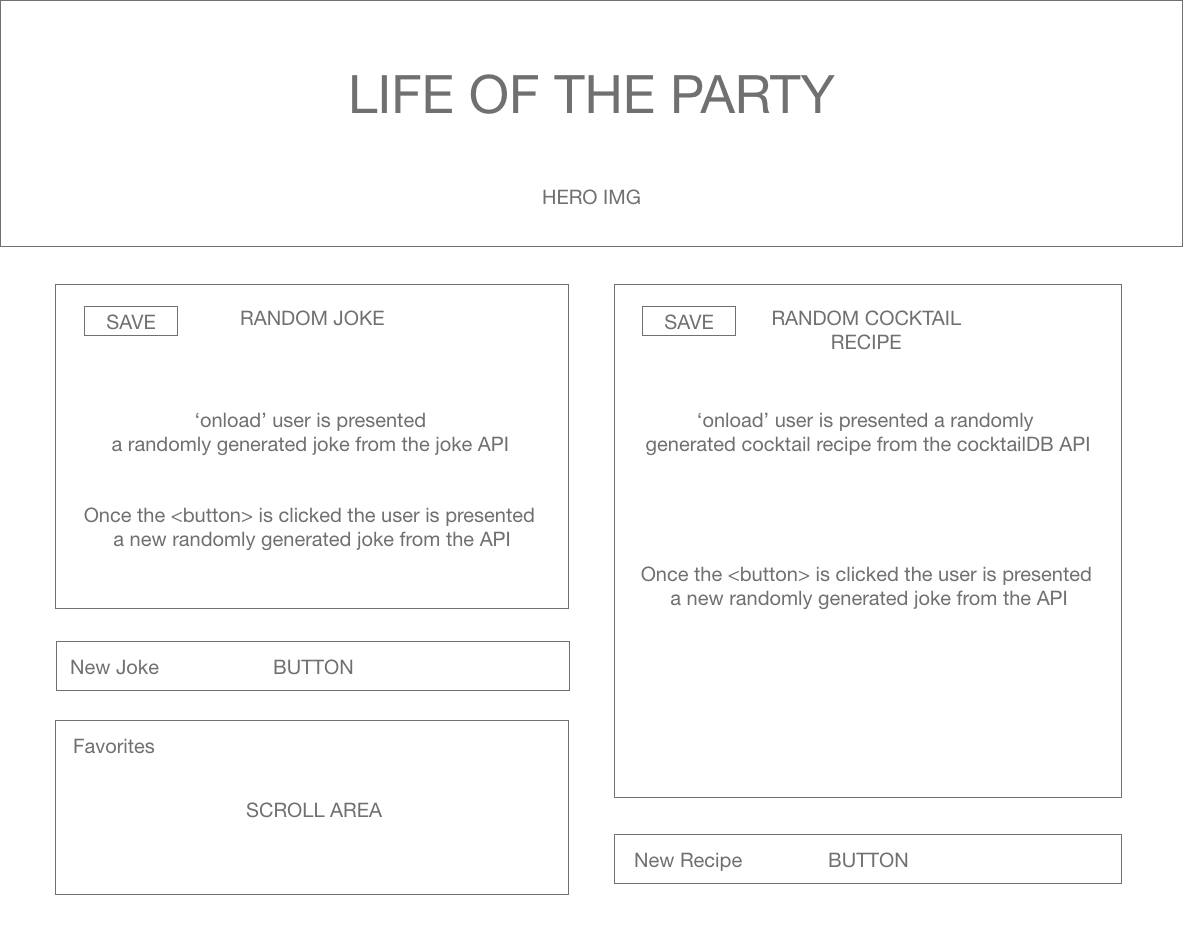 LIFE OF THE PARTY
HERO IMG
SAVE
RANDOM JOKE
‘onload’ user is presented
a randomly generated joke from the joke API
Once the <button> is clicked the user is presented
a new randomly generated joke from the API
New Joke
BUTTON
Favorites
SCROLL AREA
SAVE
RANDOM COCKTAIL
RECIPE
‘onload’ user is presented a randomly
generated cocktail recipe from the cocktailDB API
Once the <button> is clicked the user is presented
a new randomly generated joke from the API
New Recipe
BUTTON